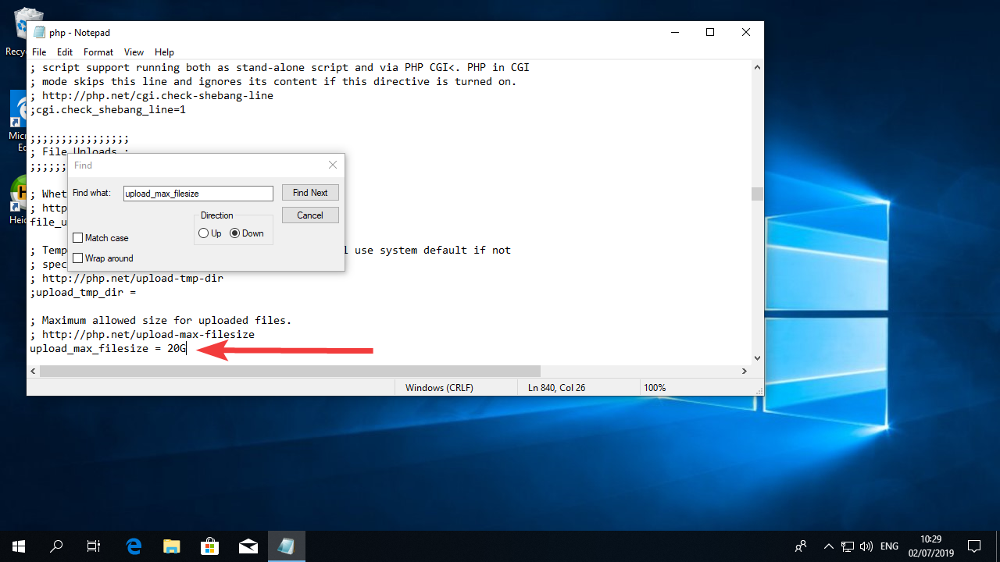 Recyc
Micr
Ed
Hei
php - Notepad
File Edit Format View Help
; script support running both as stand-alone script and via PHP CGI<. PHP in CGI
; mode skips this line and ignores its content if this directive is turned on.
; http://php.net/cgi.check-shebang-line
;cgi.check_shebang_line=1
;;;;;;;;;;;;;;;;
; File Uploads ;
;;;;;;
; Whet
; http
file_u
; Temp l use system default if not
; spec
; http://php.net/upload-tmp-dir
;upload_tmp_dir =
; Maximum allowed size for uploaded files.
; http://php.net/upload-max-filesize
upload_max_filesize = 20G
Find
Find what: upload_max_filesize Find Next
Direction Cancel
Up Down
Match case
Wrap around
Windows (CRLF) Ln 840, Col 26 100%
ENG
10:29
02/07/2019